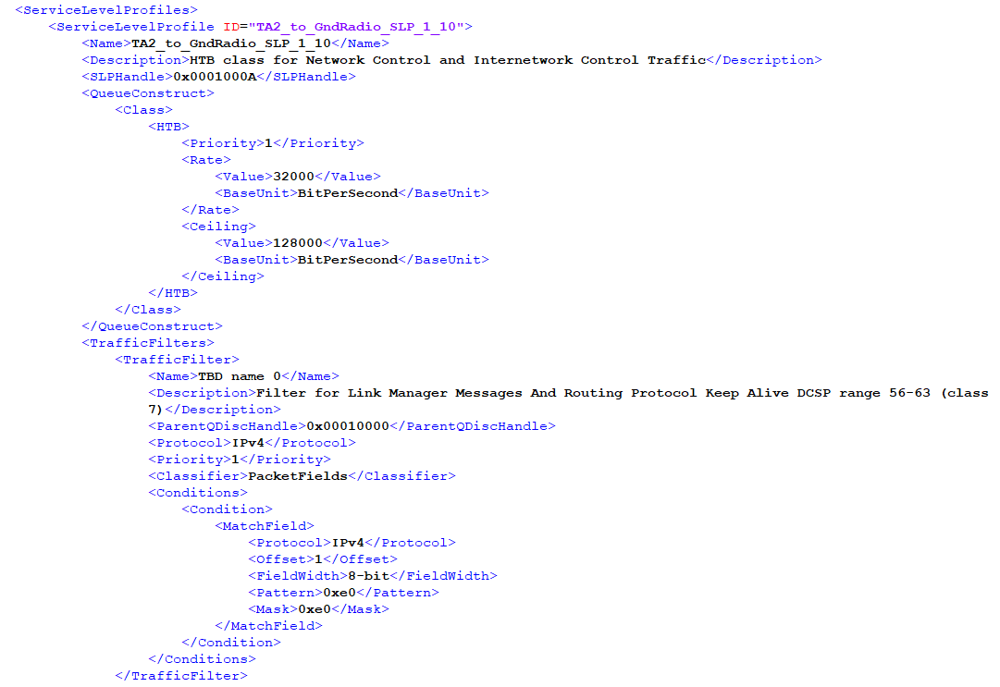 <ServiceLevelProfiles>
<ServiceLevelProfile ID="TA2_to_GndRadio_SLP_1_10">
<Name>TA2_to_GndRadio_SLP_1_10</Name>
<Description>HTB class for Network Control and Internetwork Control Traffic</Description>
<SLPHandle>0x0001000A</SLPHandle>
<QueueConstruct>
<Class>
<HTB>
<Priority>1</Priority>
<Rate>
<Value>32000</Value>
<BaseUnit>BitPerSecond</BaseUnit>
</Rate>
<Ceiling>
<Value>128000</Value>
<BaseUnit>BitPerSecond</BaseUnit>
</Ceiling>
</HTB>
</Class>
</QueueConstruct>
<TrafficFilters>
<TrafficFilter>
<Name>TBD name 0</Name>
<Description>Filter for Link Manager Messages And Routing Protocol Keep Alive DCSP range 56-63 (class
7)</Description>
<ParentQDiscHandle>0x00010000</ParentQDiscHandle>
<Protocol>IPv4</Protocol>
<Priority>1</Priority>
<Classifier>PacketFields</Classifier>
<Conditions>
<Condition>
<MatchField>
<Protocol>IPv4</Protocol>
<Offset>1</Offset>
<FieldWidth>8-bit</FieldWidth>
<Pattern>0xe0</Pattern>
<Mask>0xe0</Mask>
</MatchField>
</Condition>
</Conditions>
</TrafficFilter>